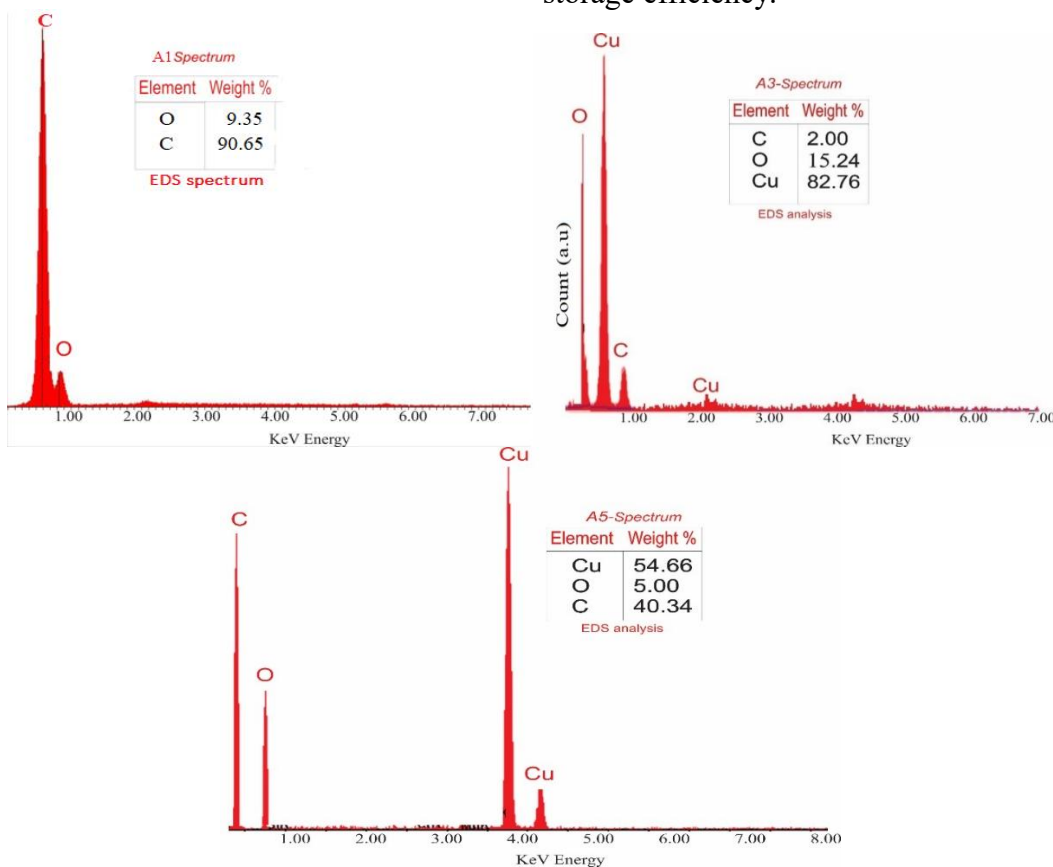 storage efficiency.
C
A1 Spectrum
Element Weight %
O 9.35
C 90.65
EDS spectrum
O
1.00 2.00 3.00 4.00 5.00 6.00 7.00
KeV Energy
Cu
O
A3-Spectrum
Element Weight %
C 2.00
O 15.24
Cu 82.76
EDS analysis
Count (a.u)
C
Cu
1.00 2.00 3.00 4.00 5.00 6.00 7.00
KeV Energy
Cu
C
A5-Spectrum
Element Weight %
Cu 54.66
O 5.00
C 40.34
EDS analysis
O
Cu
1.00 2.00 3.00 4.00 5.00 6.00 7.00 8.00
KeV Energy